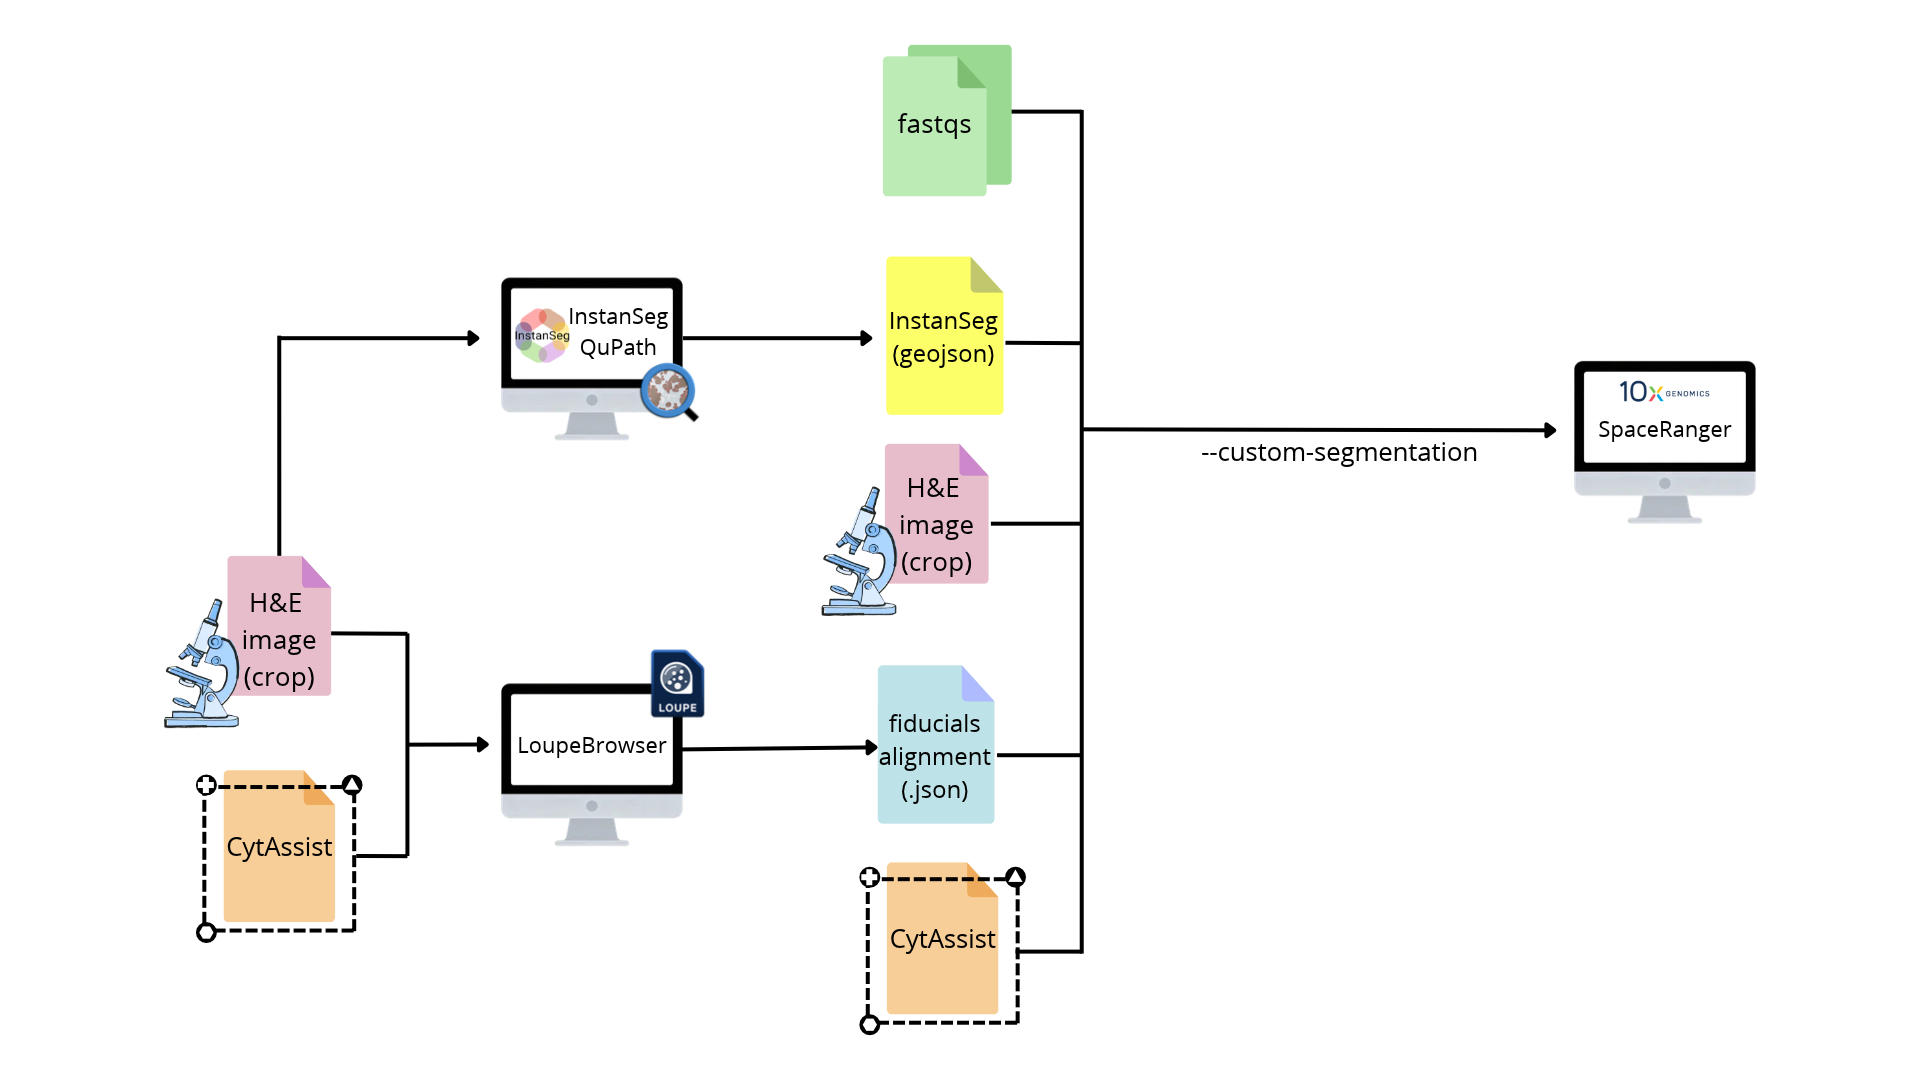 fastqs
InstanSeg
InstanSeg
QuPath
InstanSeg
(geojson)
10X GENOMICS
SpaceRanger
--custom-segmentation
H&E
image
(crop)
H&E
image
(crop)
LOUPE
LoupeBrowser
fiducials
alignment
(.json)
CytAssist
CytAssist